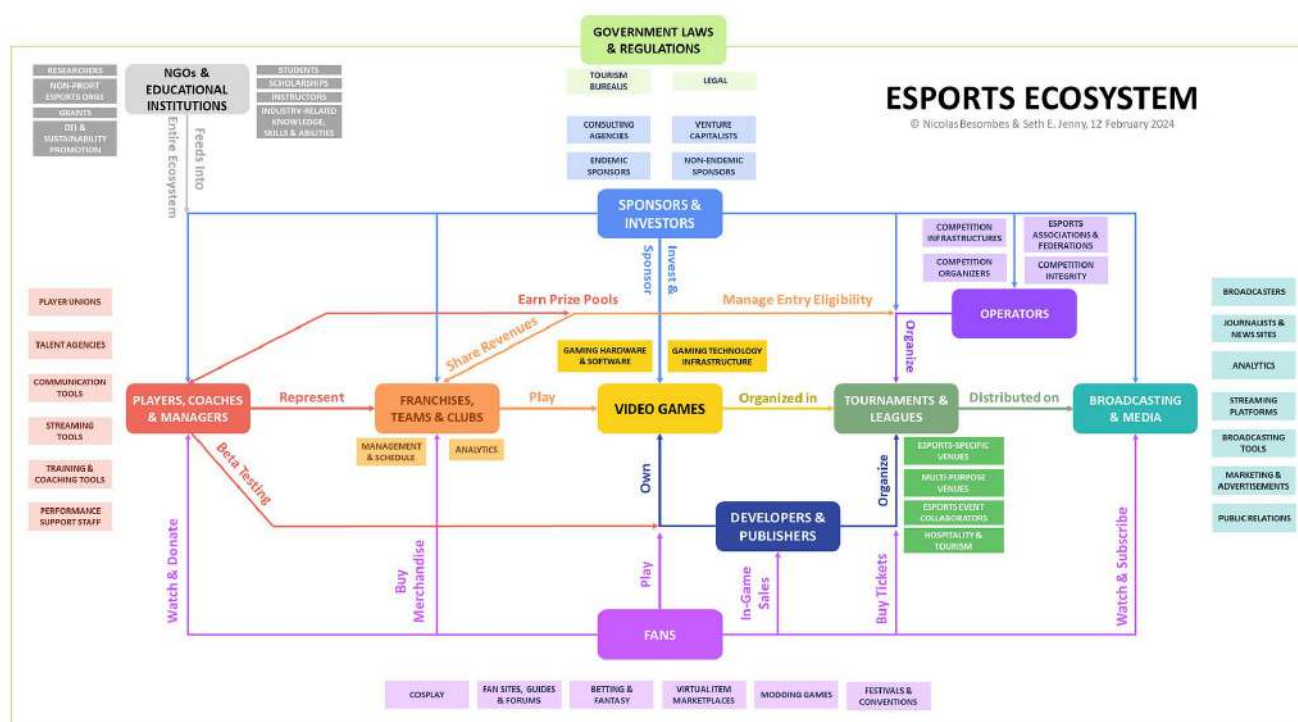 GOVERNMENT LAWS
& REGULATIONS
TOURISM
BUREAUS
LEGAL
RESEARCHERS
NON-PROFIT
ESPORTS ORGS
GRANTS
DEI &
SUSTAINABILITY
PROMOTION
NGOs &
EDUCATIONAL
INSTITUTIONS
STUDENTS
SCHOLARSHIPS
INSTRUCTORS
INDUSTRY-RELATED
KNOWLEDGE,
SKILLS & ABILITIES
Feeds Into
Entire Ecosystem
ESPORTS ECOSYSTEM
© Nicolas Besombes & Seth E. Jenny, 12 February 2024
CONSULTING
AGENCIES
VENTURE
CAPITALISTS
ENDEMIC
SPONSORS
NON-ENDEMIC
SPONSORS
SPONSORS &
INVESTORS
Invest &
Sponsor
COMPETITION
INFRASTRUCTURES
ESPORTS
ASSOCIATIONS &
FEDERATIONS
COMPETITION
ORGANIZERS
COMPETITION
INTEGRITY
OPERATORS
Organize
Earn Prize Pools
Manage Entry Eligibility
Share Revenues
PLAYER UNIONS
TALENT AGENCIES
COMMUNICATION
TOOLS
STREAMING
TOOLS
TRAINING &
COACHING TOOLS
PERFORMANCE
SUPPORT STAFF
PLAYERS, COACHES
& MANAGERS
Represent
FRANCHISES,
TEAMS & CLUBS
MANAGEMENT
& SCHEDULE
ANALYTICS
Play
GAMING HARDWARE
& SOFTWARE
GAMING TECHNOLOGY
INFRASTRUCTURE
VIDEO GAMES
Organized in
TOURNAMENTS &
LEAGUES
ESPORTS-SPECIFIC
VENUES
MULTI-PURPOSE
VENUES
ESPORTS EVENT
COLLABORATORS
HOSPITALITY &
TOURISM
Distributed on
BROADCASTING
& MEDIA
BROADCASTERS
JOURNALISTS &
NEWS SITES
ANALYTICS
STREAMING
PLATFORMS
BROADCASTING
TOOLS
MARKETING &
ADVERTISEMENTS
PUBLIC RELATIONS
Beta Testing
Own
DEVELOPERS &
PUBLISHERS
Organize
Watch & Donate
Buy
Merchandise
Play
In-Game
Sales
Buy Tickets
Watch & Subscribe
FANS
COSPLAY
FAN SITES, GUIDES
& FORUMS
BETTING &
FANTASY
VIRTUAL ITEM
MARKETPLACES
MODDING GAMES
FESTIVALS &
CONVENTIONS